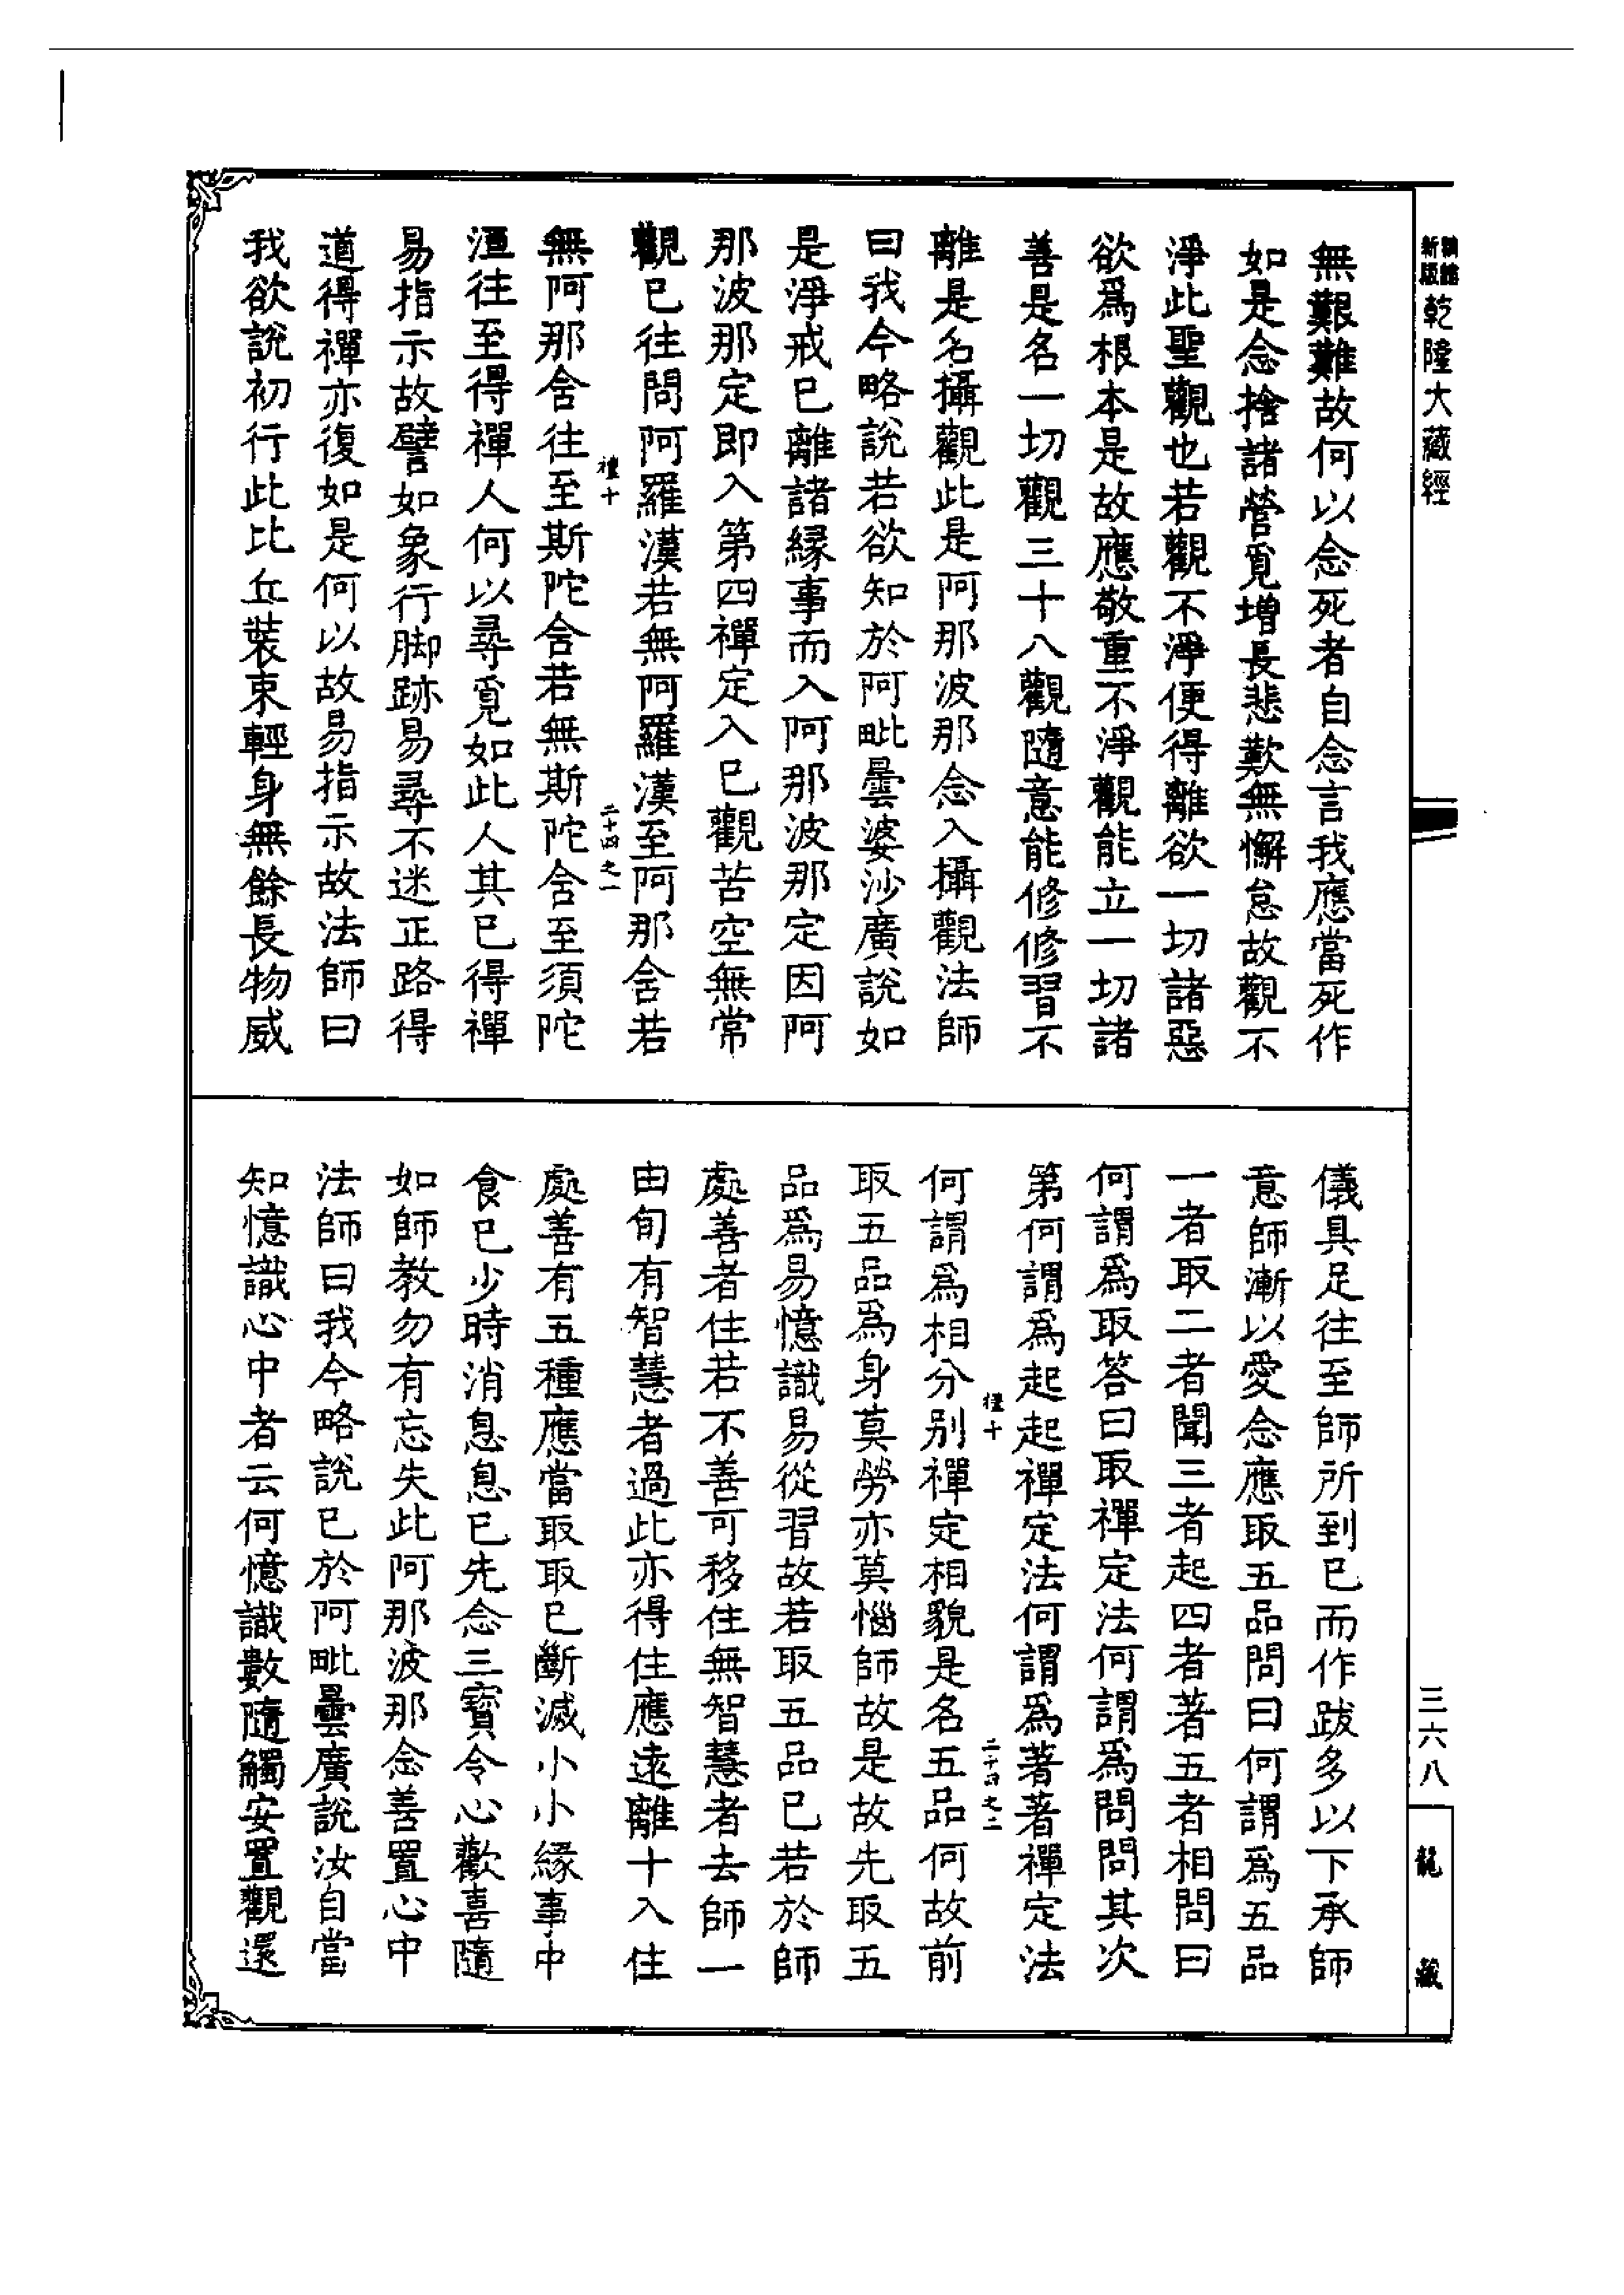 新編縮版
乾隆大藏經
無艱難故何以念死者自念言我應當死作
如是念捨諸營覓增長悲歎無懈怠故觀不
淨此聖觀也若觀不淨便得離欲一切諸惡
欲爲根本是故應敬重不淨觀能立一切諸
善是名一切觀三十八觀隨意能修修習不
離是名攝觀此是阿那波那念入攝觀法師
曰我今略說若欲知於阿毗曇婆沙廣說如
是淨戒已離諸緣事而入阿那波那定因阿
那波那定即入第四禪定入已觀苦空無常
觀已往問阿羅漢若無阿羅漢至阿那舍若
禮十
二十四之一
無阿那舍往至斯陀舍若無斯陀舍至須陀
洹往至得禪人何以尋覓如此人其已得禪
易指示故譬如象行脚跡易尋不迷正路得
道得禪亦復如是何以故易指示故法師曰
我欲說初行此比丘裝束輕身無餘長物威
儀具足往至師所到已而作跋多以下承師
意師漸以愛念應取五品問曰何謂爲五品
一者取二者聞三者起四者著五者相問曰
何謂爲取答曰取禪定法何謂爲問問其次
第何謂爲起起禪定法何謂爲著著禪定法
禮十
二十四之二
何謂爲相分別禪定相貌是名五品何故前
取五品爲身莫勞亦莫惱師故是故先取五
品爲易憶識易從習故若取五品已若於師
處善者住若不善可移住無智慧者去師一
由旬有智慧者過此亦得住應遠離十入住
處善有五種應當取取已斷滅小小緣事中
食已少時消息息已先念三寶令心歡喜隨
如師教勿有忘失此阿那波那念善置心中
法師曰我今略說已於阿毗曇廣說汝自當
知憶識心中者云何憶識數隨觸安置觀還
三六八
龍藏